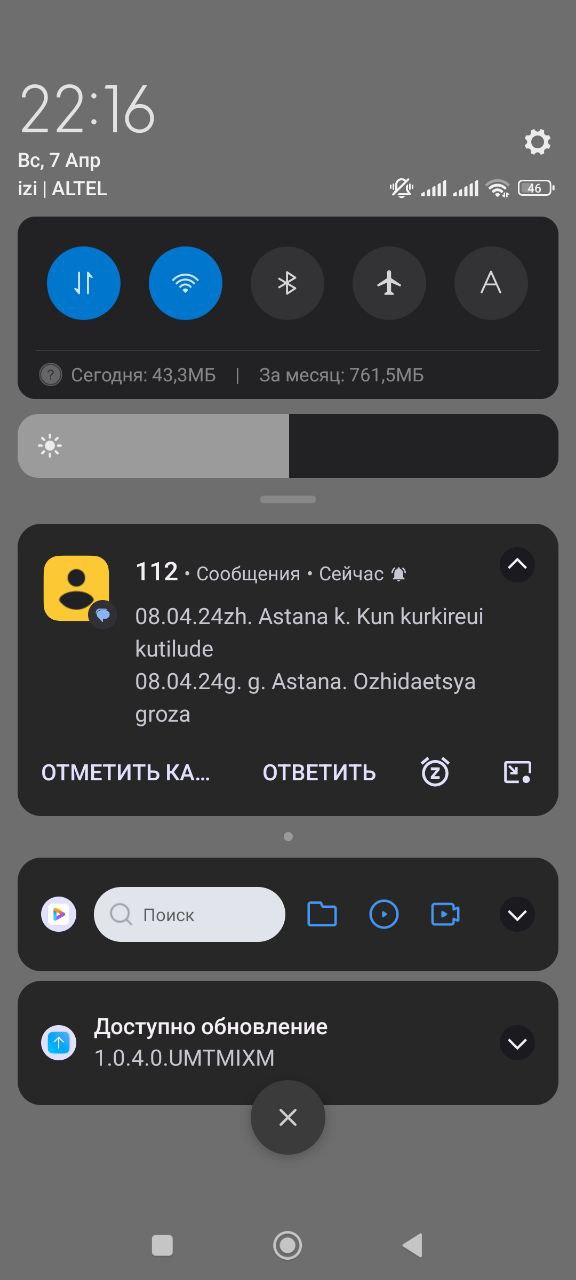 22:16
Вс, 7 Апр
izi | ALTEL
46
A
Сегодня: 43,3МБ | За месяц: 761,5МБ
112 • Сообщения • Сейчас
08.04.24zh. Astana k. Kun kurkireui
kutilude
08.04.24g. g. Astana. Ozhidaetsya
groza
ОТМЕТИТЬ КА... ОТВЕТИТЬ
Поиск
Доступно обновление
1.0.4.0.UMTMIXM